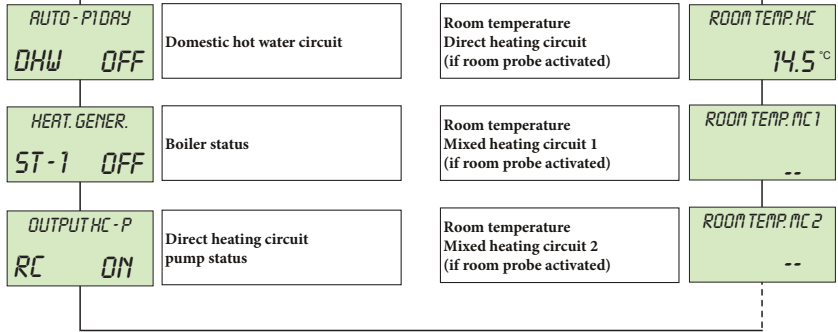 AUTO - P1 DAY
DHW OFF
Domestic hot water circuit
HEAT. GENER.
ST - 1 OFF
Boiler status
OUTPUT HC - P
RC ON
Direct heating circuit
pump status
Room temperature
Direct heating circuit
(if room probe activated)
ROOM TEMP. HC
14.5 °C
Room temperature
Mixed heating circuit 1
(if room probe activated)
ROOM TEMP. MC 1
--
Room temperature
Mixed heating circuit 2
(if room probe activated)
ROOM TEMP. MC 2
--